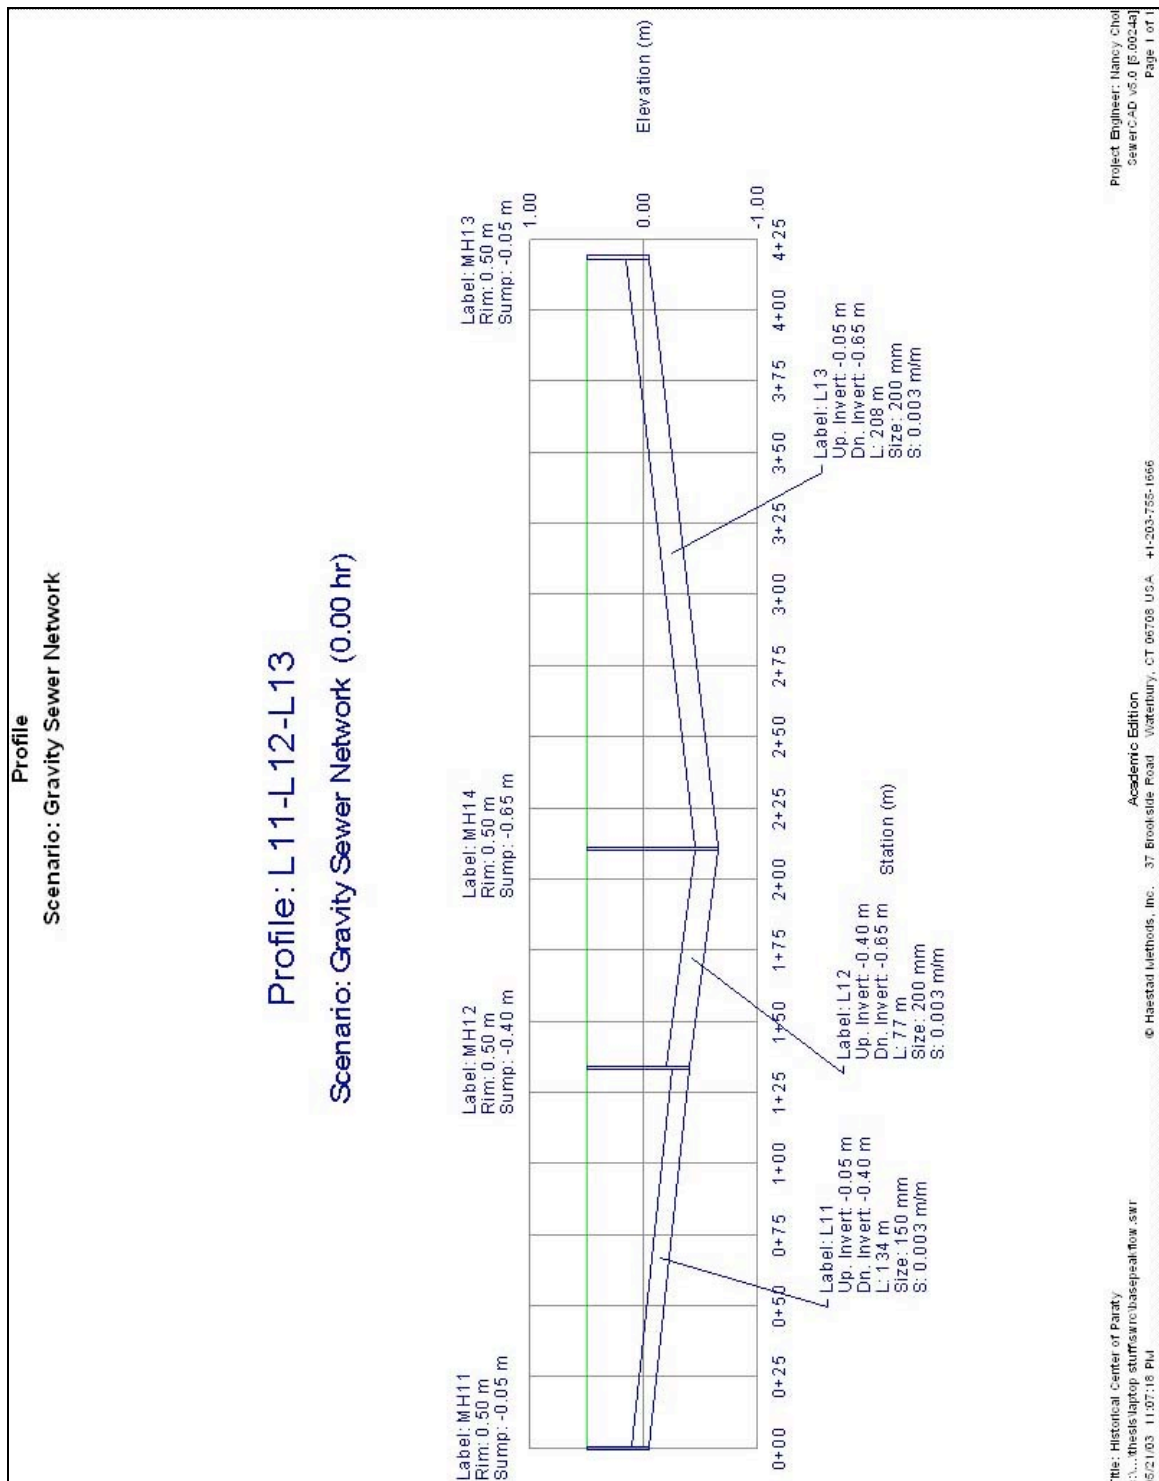 Profile
Scenario: Gravity Sewer Network
Profile: L11-L12-L13
Scenario: Gravity Sewer Network (0.00 hr)
Label: MH11
Rim: 0.50 m
Sump: -0.05 m
Label: MH12
Rim: 0.50 m
Sump: -0.40 m
Label: MH14
Rim: 0.50 m
Sump: -0.65 m
Label: MH13
Rim: 0.50 m
Sump: -0.05 m
1.00
0.00
-1.00
Elevation (m)
0+00
0+25
0+50
0+75
1+00
1+25
1+50
1+75
2+00
2+25
2+50
2+75
3+00
3+25
3+50
3+75
4+00
4+25
Label: L11
Up. Invert: -0.05 m
Dn. Invert: -0.40 m
L: 134 m
Size: 150 mm
S: 0.003 m/m
Label: L12
Up. Invert: -0.40 m
Dn. Invert: -0.65 m
L: 77 m
Size: 200 mm
S: 0.003 m/m
Station (m)
Label: L13
Up. Invert: -0.05 m
Dn. Invert: -0.65 m
L: 208 m
Size: 200 mm
S: 0.003 m/m
Title: Historical Center of Paraty
:\...\thesis\laptop stuff\swrc\basepeakflow.swr
5/21/03 11:07:18 PM
Academic Edition
© Haestad Methods, Inc. 37 Brookside Road Waterbury, CT 06708 USA +1-203-755-1666
Project Engineer: Nancy Choi
SewerCAD v5.0 [5.0024a]
Page 1 of 1